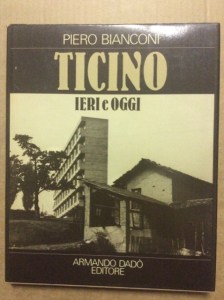 PIERO BIANCONI
TICINO
IERI e OGGI
ARMANDO DADÒ
EDITORE